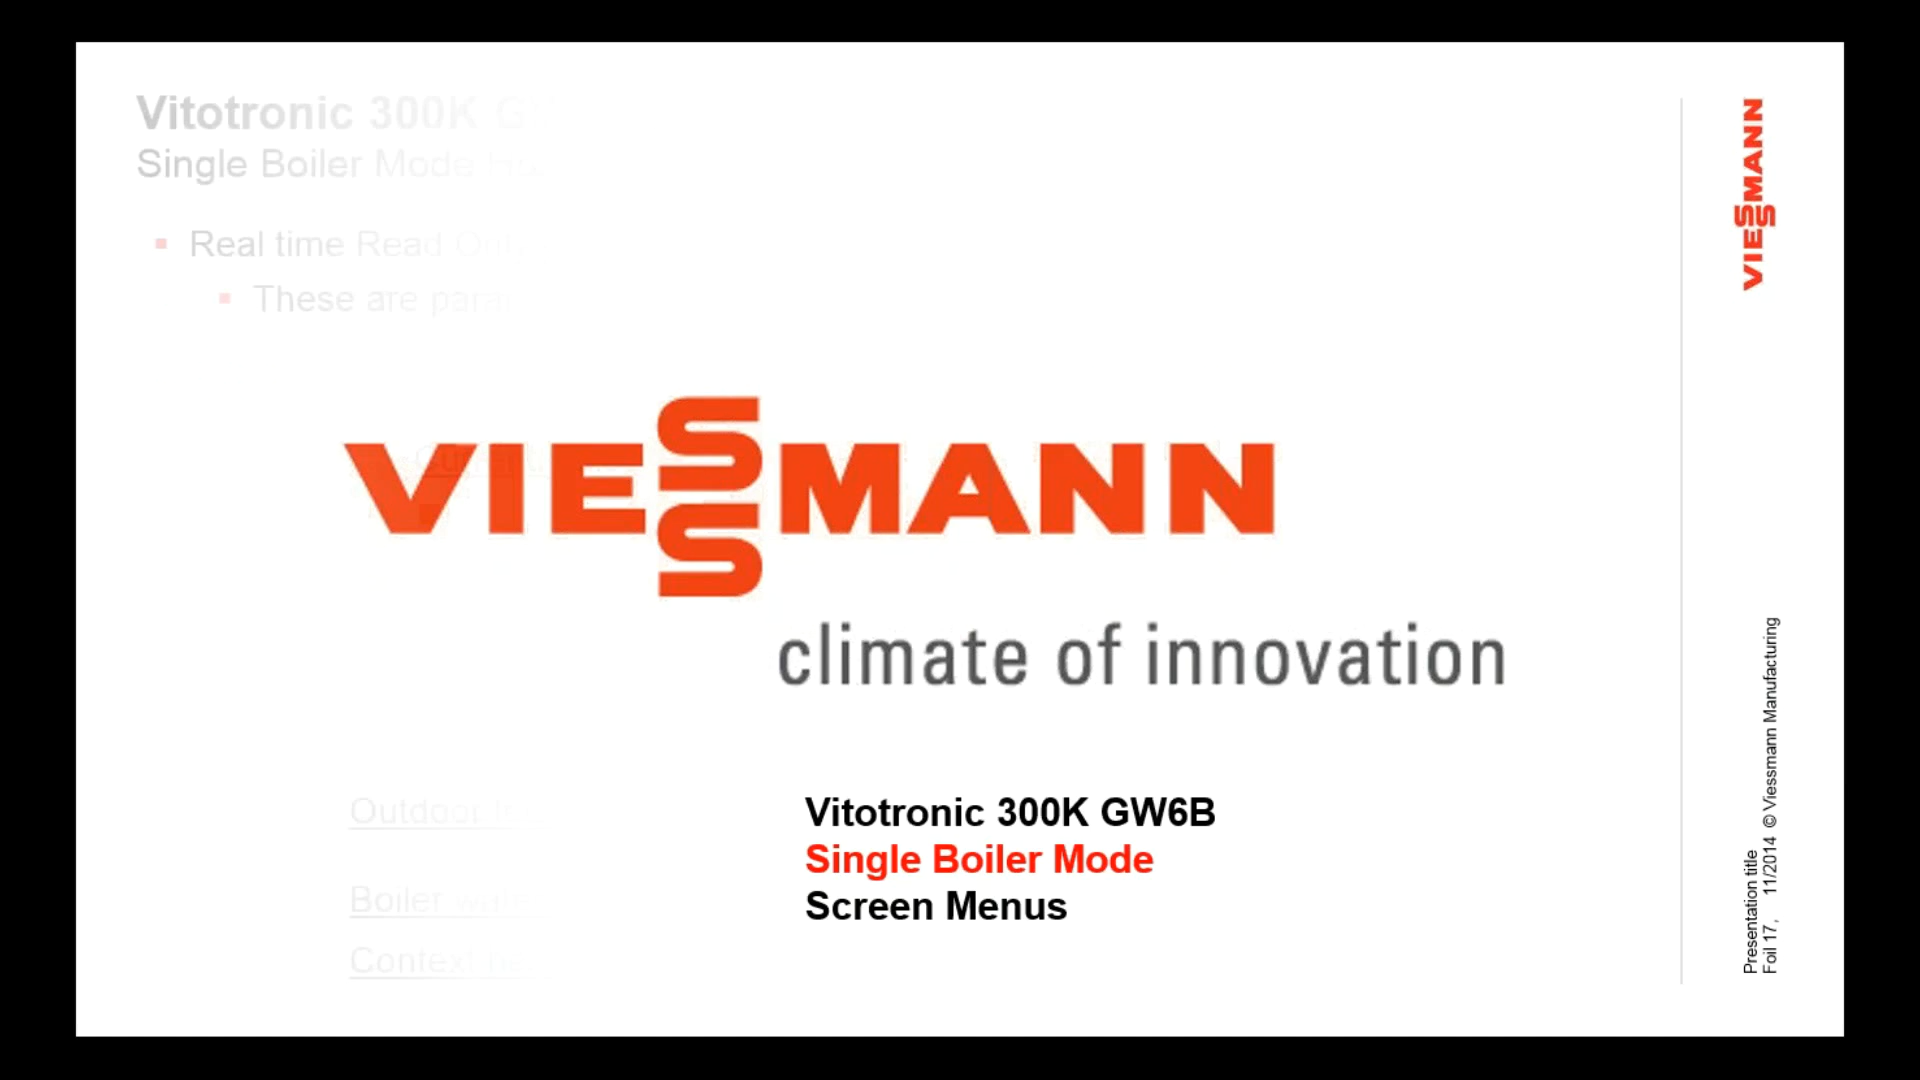 Vitotronic 300K
Single Boiler Mode
Real time Read Out
These are
VIESSMANN
climate of innovation
Outdoor
Vitotronic 300K GW6B
Single Boiler Mode
Screen Menus
Boiler
Context
VIESSMANN
Presentation title
Foil 17, 11/2014 © Viessmann Manufacturing